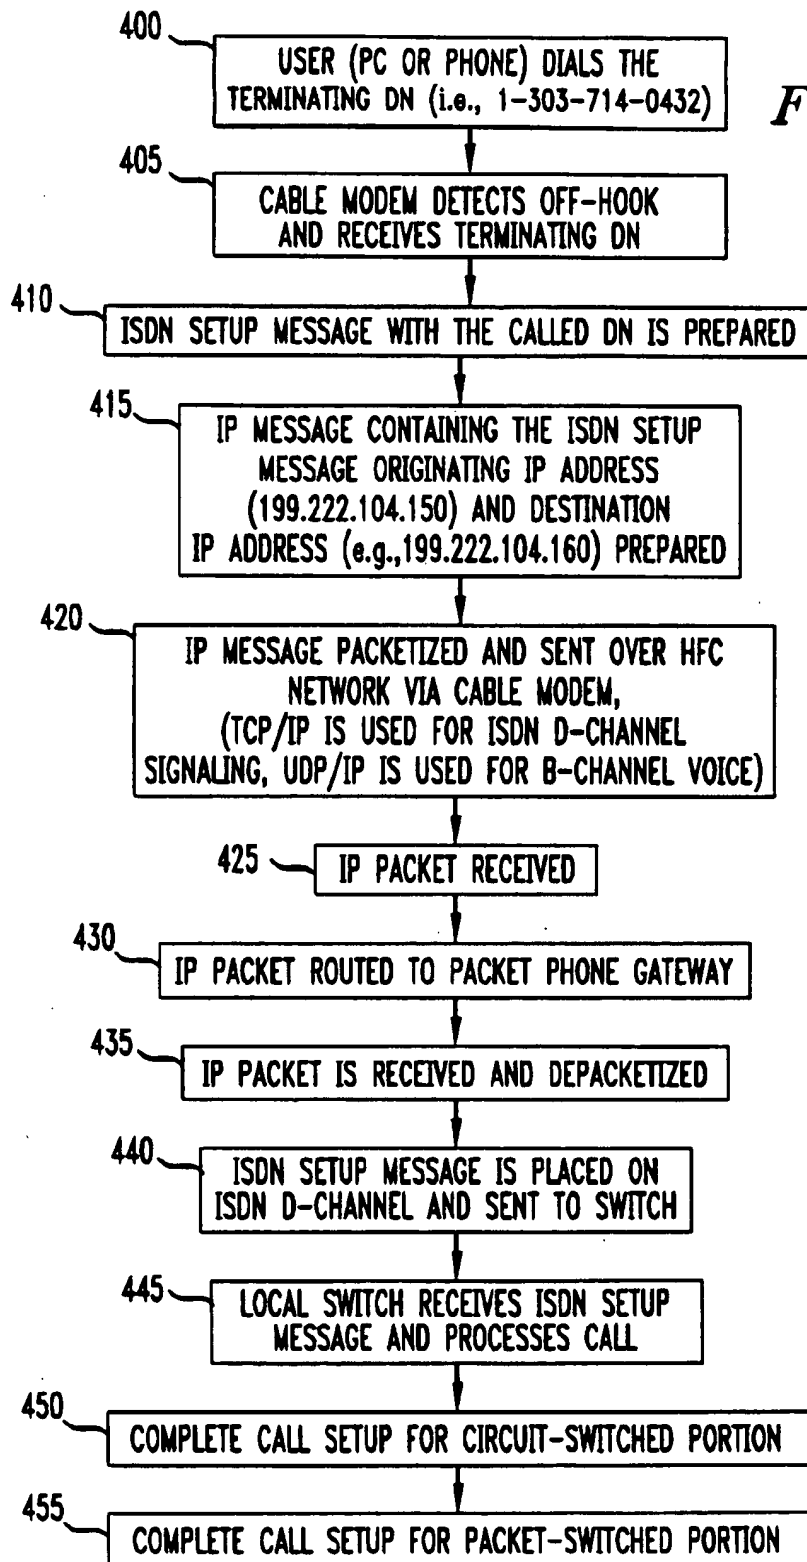 400
USER (PC OR PHONE) DIALS THE
TERMINATING DN (i.e., 1-303-714-0432)
F
405
CABLE MODEM DETECTS OFF-HOOK
AND RECEIVES TERMINATING DN
410
ISDN SETUP MESSAGE WITH THE CALLED DN IS PREPARED
415
IP MESSAGE CONTAINING THE ISDN SETUP
MESSAGE ORIGINATING IP ADDRESS
(199.222.104.150) AND DESTINATION
IP ADDRESS (e.g.,199.222.104.160) PREPARED
420
IP MESSAGE PACKETIZED AND SENT OVER HFC
NETWORK VIA CABLE MODEM,
(TCP/IP IS USED FOR ISDN D-CHANNEL
SIGNALING, UDP/IP IS USED FOR B-CHANNEL VOICE)
425
IP PACKET RECEIVED
430
IP PACKET ROUTED TO PACKET PHONE GATEWAY
435
IP PACKET IS RECEIVED AND DEPACKETIZED
440
ISDN SETUP MESSAGE IS PLACED ON
ISDN D-CHANNEL AND SENT TO SWITCH
445
LOCAL SWITCH RECEIVES ISDN SETUP
MESSAGE AND PROCESSES CALL
450
COMPLETE CALL SETUP FOR CIRCUIT-SWITCHED PORTION
455
COMPLETE CALL SETUP FOR PACKET-SWITCHED PORTION